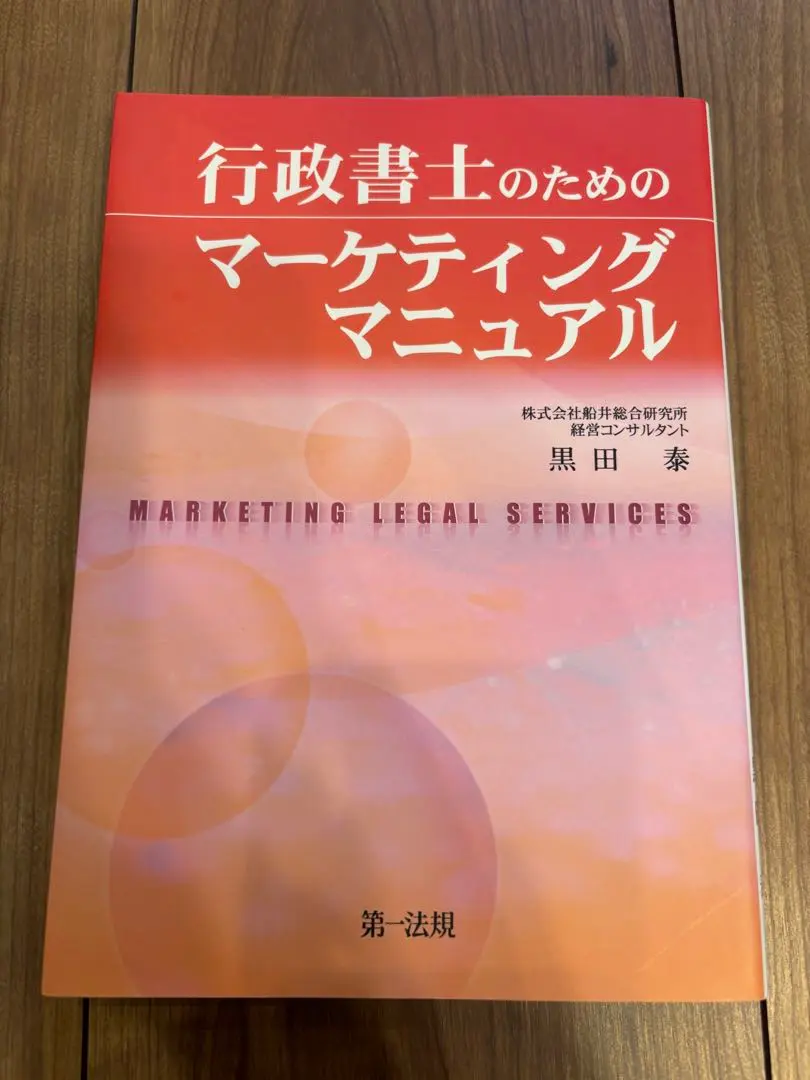 行政書士のための
マーケティング
マニュアル
株式会社船井総合研究所
経営コンサルタント
黒田 泰
MARKETING LEGAL SERVICES
第一法規